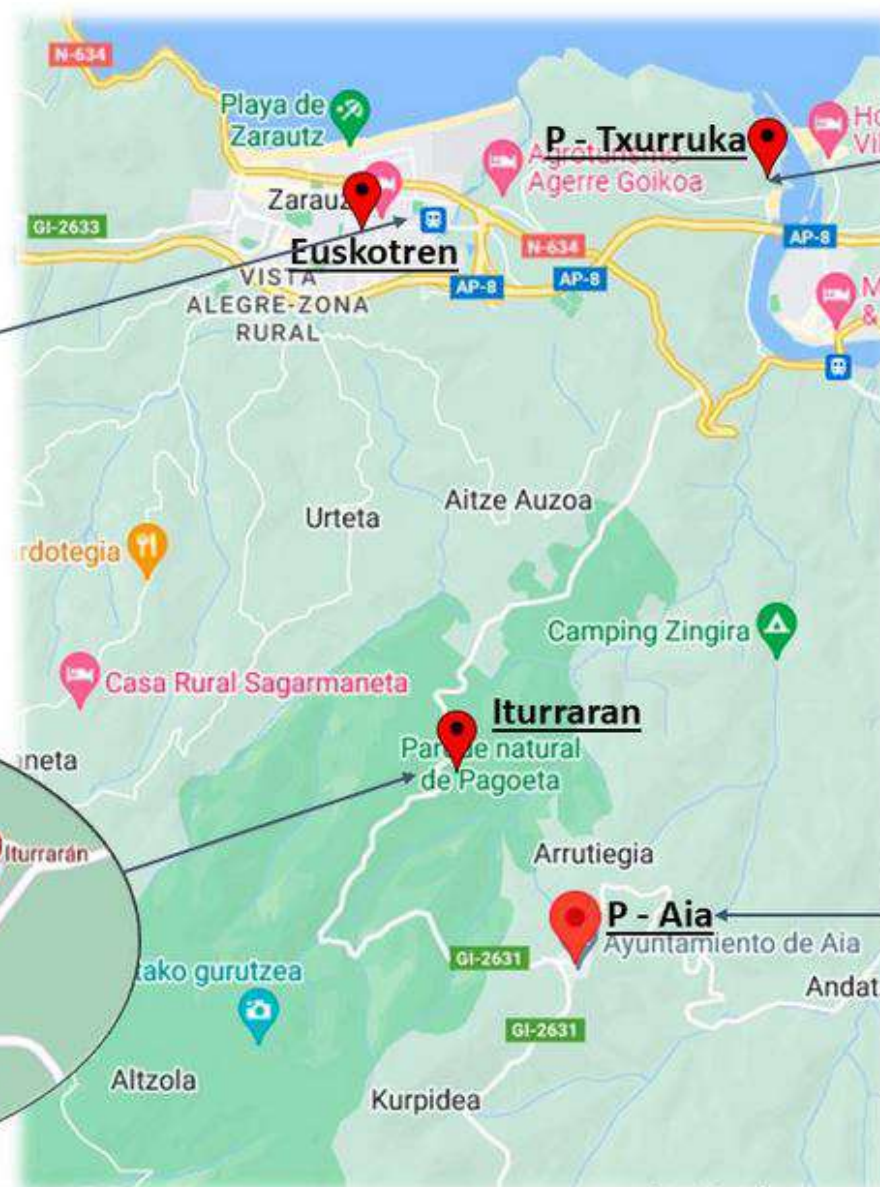 N-634
Playa de
Zarautz
P - Txurruka
Agroturismo
Agerre Goikoa
Zarauz
GI-2633
Euskotren
N-634
AP-8
VISTA
ALEGRE-ZONA
RURAL
AP-8
AP-8
Urteta
Aitze Auzoa
rdotegia
Camping Zingira
Casa Rural Sagarmaneta
Iturraran
Parque natural
de Pagoeta
neta
Iturrarán
Arrutiegia
P - Aia
Ayuntamiento de Aia
GI-2631
tako gurutzea
Andat
GI-2631
Altzola
Kurpidea